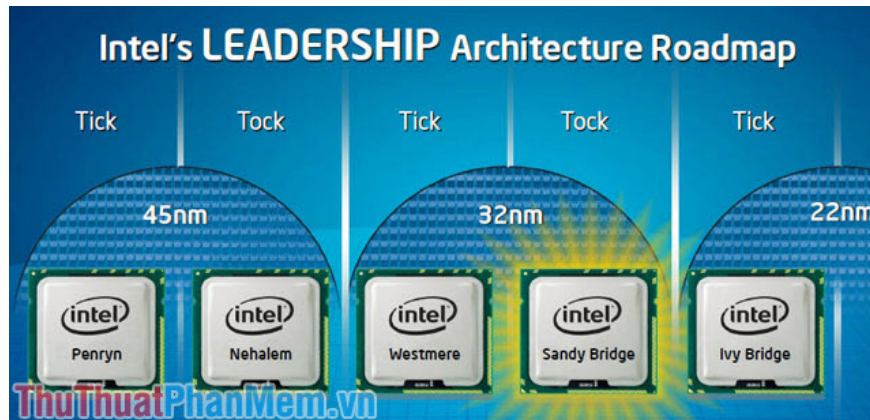 Intel's LEADERSHIP Architecture Roadmap
Tick Tock Tick Tock Tick
45nm 32nm 22nm
intel intel intel intel intel
Penryn Nehalem Westmere Sandy Bridge Ivy Bridge
ThuThuatPhanMem.vn